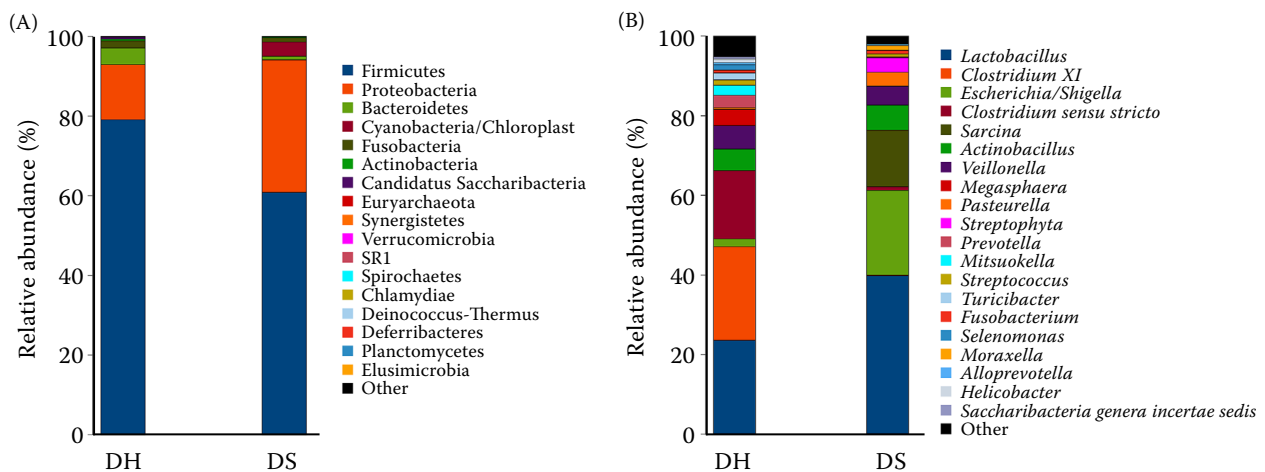 (A)
Relative abundance (%)
100
80
60
40
20
0
DH
DS
Firmicutes
Proteobacteria
Bacteroidetes
Cyanobacteria/Chloroplast
Fusobacteria
Actinobacteria
Candidatus Saccharibacteria
Euryarchaeota
Synergistetes
Verrucomicrobia
SR1
Spirochaetes
Chlamydiae
Deinococcus-Thermus
Deferribacteres
Planctomycetes
Elusimicrobia
Other
(B)
Relative abundance (%)
100
80
60
40
20
0
DH
DS
Lactobacillus
Clostridium XI
Escherichia/Shigella
Clostridium sensu stricto
Sarcina
Actinobacillus
Veillonella
Megasphaera
Pasteurella
Streptophyta
Prevotella
Mitsuokella
Streptococcus
Turicibacter
Fusobacterium
Selenomonas
Moraxella
Alloprevotella
Helicobacter
Saccharibacteria genera incertae sedis
Other